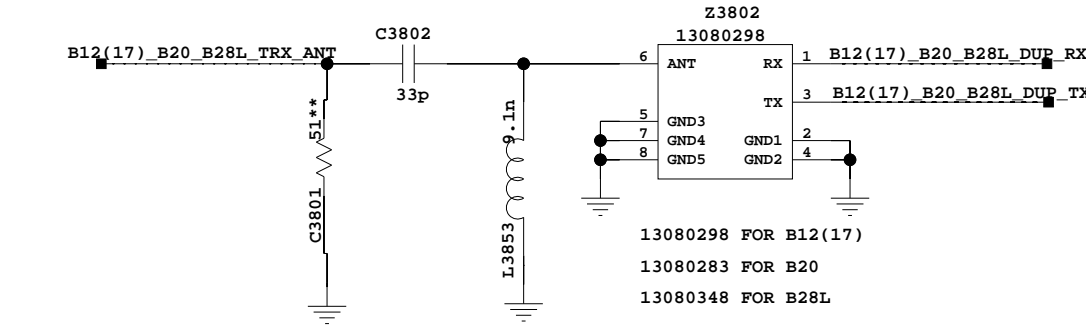 Z3802
13080298
C3802
33p
B12(17)_B20_B28L_TRX_ANT
51**
C3801
9.1n
L3853
6 ANT RX 1 B12(17)_B20_B28L_DUP_RX
TX 3 B12(17)_B20_B28L_DUP_TX
5 GND3
7 GND4 GND1 2
8 GND5 GND2 4
13080298 FOR B12(17)
13080283 FOR B20
13080348 FOR B28L